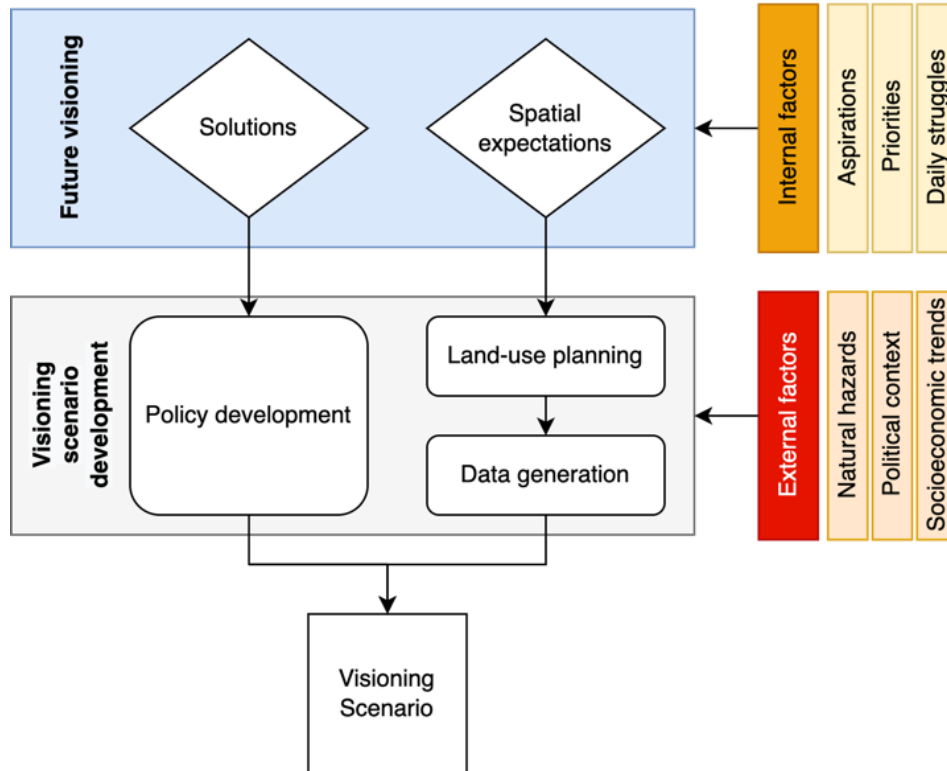 Future visioning
Solutions
Spatial
expectations
Internal factors
Aspirations
Priorities
Daily struggles
Visioning
scenario
development
Policy development
Land-use planning
Data generation
External factors
Natural hazards
Political context
Socioeconomic trends
Visioning
Scenario